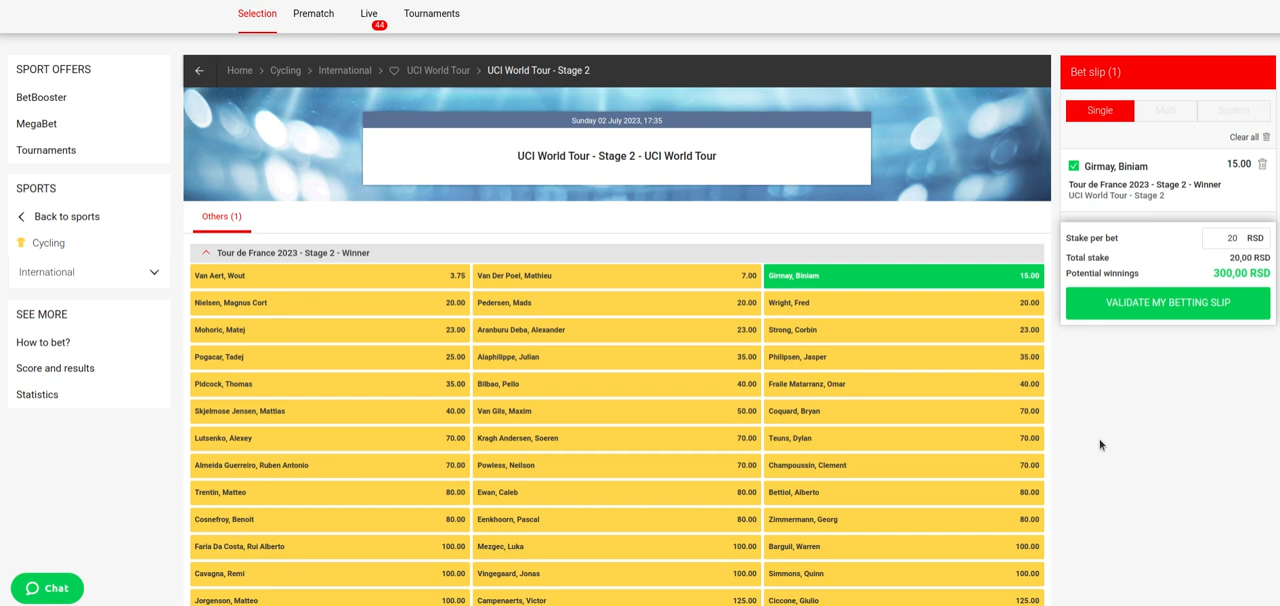 Selection Prematch Live Tournaments
44
SPORT OFFERS
BetBooster
MegaBet
Tournaments
SPORTS
Back to sports
Cycling
International
SEE MORE
How to bet?
Score and results
Statistics
Chat
Home > Cycling > International > UCI World Tour > UCI World Tour - Stage 2
Sunday 02 July 2023, 17:35
UCI World Tour - Stage 2 - UCI World Tour
Others (1)
Tour de France 2023 - Stage 2 - Winner
Van Aert, Wout 3.75 Van Der Poel, Mathieu 7.00 Girmay, Biniam 15.00
Nielsen, Magnus Cort 20.00 Pedersen, Mads 20.00 Wright, Fred 20.00
Mohoric, Matej 23.00 Aranburu Deba, Alexander 23.00 Strong, Corbin 23.00
Pogacar, Tadej 25.00 Alaphilippe, Julian 35.00 Philipsen, Jasper 35.00
Pidcock, Thomas 35.00 Bilbao, Pello 40.00 Fraile Matarranz, Omar 40.00
Skjelmose Jensen, Mattias 40.00 Van Gils, Maxim 50.00 Coquard, Bryan 70.00
Lutsenko, Alexey 70.00 Kragh Andersen, Soeren 70.00 Teuns, Dylan 70.00
Almeida Guerreiro, Ruben Antonio 70.00 Powless, Neilson 70.00 Champoussin, Clement 70.00
Trentin, Matteo 80.00 Ewan, Caleb 80.00 Bettiol, Alberto 80.00
Cosnefroy, Benoit 80.00 Eenkhoorn, Pascal 80.00 Zimmermann, Georg 80.00
Faria Da Costa, Rui Alberto 100.00 Mezgec, Luka 100.00 Barguil, Warren 100.00
Cavagna, Remi 100.00 Vingegaard, Jonas 100.00 Simmons, Quinn 100.00
Jorgenson, Matteo 100.00 Campenaerts, Victor 125.00 Ciccone, Giulio 125.00
Bet slip (1)
Single Multi System
Clear all
Girmay, Biniam 15.00
Tour de France 2023 - Stage 2 - Winner
UCI World Tour - Stage 2
Stake per bet 20 RSD
Total stake 20,00 RSD
Potential winnings 300,00 RSD
VALIDATE MY BETTING SLIP